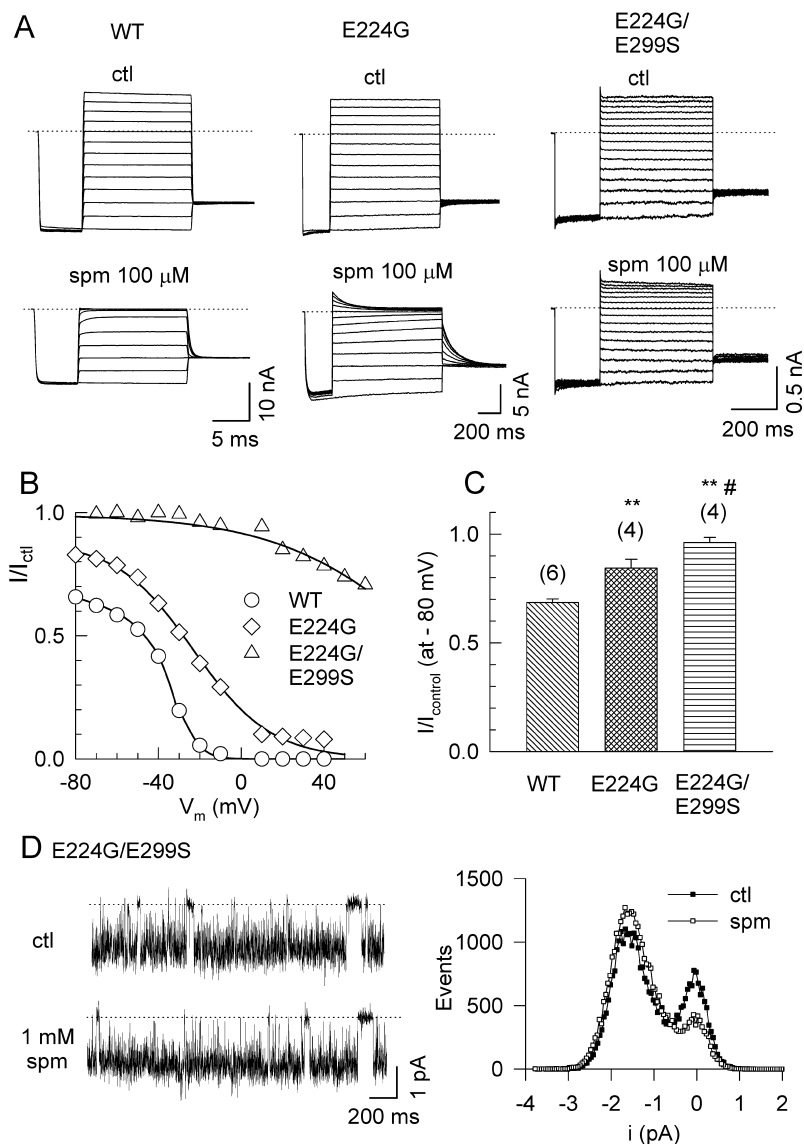 A
WT
E224G
E224G/
E299S
ctl
ctl
ctl
spm 100 μM
spm 100 μM
spm 100 μM
10 nA
5 ms
5 nA
200 ms
0.5 nA
200 ms
B
I/Ictl
1.0
0.5
0.0
-80
-40
0
40
Vm (mV)
WT
E224G
E224G/
E299S
C
I/Icontrol (at - 80 mV)
1.0
0.5
0.0
(6)
**
(4)
** #
(4)
WT
E224G
E224G/
E299S
D E224G/E299S
ctl
1 mM
spm
1 pA
200 ms
Events
1500
1000
500
0
ctl
spm
-4
-3
-2
-1
0
1
2
i (pA)